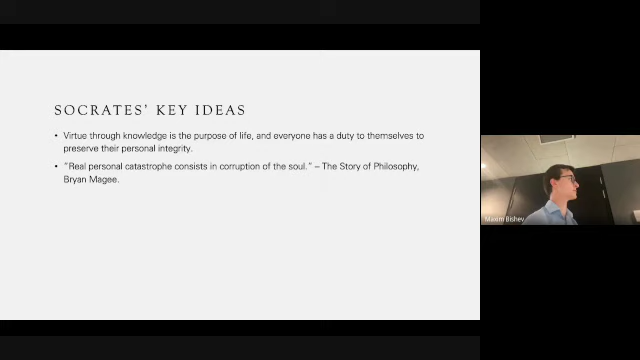 SOCRATES' KEY IDEAS
• Virtue through knowledge is the purpose of life, and everyone has a duty to themselves to
preserve their personal integrity.
• "Real personal catastrophe consists in corruption of the soul." – The Story of Philosophy,
Bryan Magee.
Maxim Bishev